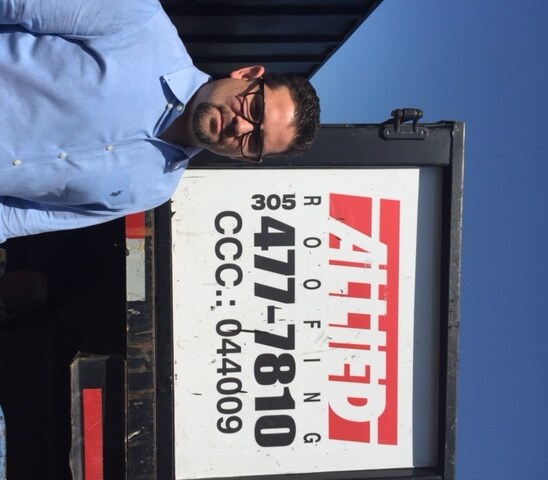 ALLIED
ROOFING
305 477-7810
CCC.: 044009